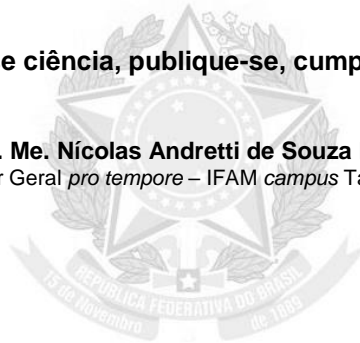 e ciência, publique-se, cump
. Me. Nícolas Andretti de Souza
r Geral pro tempore – IFAM campus Ta
REPÚBLICA FEDERATIVA DO BRASIL
15 de Novembro
de 1889